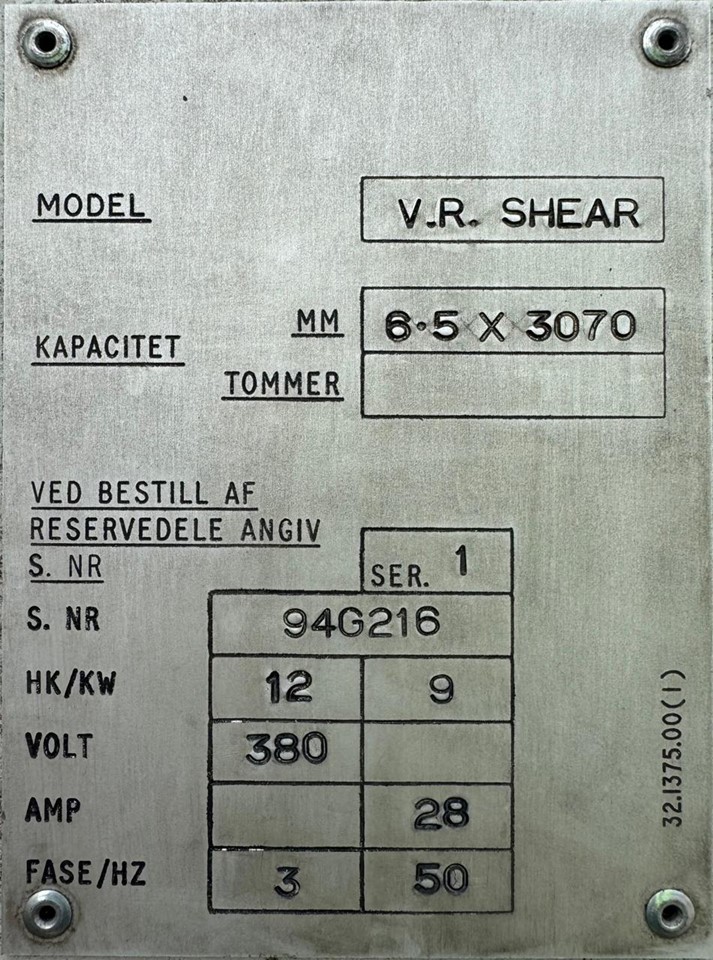 MODEL V.R. SHEAR
KAPACITET MM 6·5 X 3070
TOMMER
VED BESTILL AF
RESERVEDELE ANGIV
S. NR SER. 1
S. NR 94G216
HK/KW 12 9
VOLT 380
AMP 28
FASE/HZ 3 50
32.1375.00(1)